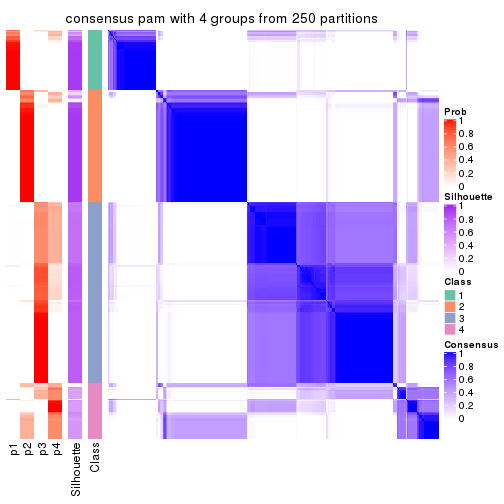 consensus pam with 4 groups from 250 partitions
Prob
1
0.8
0.6
0.4
0.2
0
Silhouette
1
0.8
0.6
0.4
0.2
0
Class
1
2
3
4
Consensus
1
0.8
0.6
0.4
0.2
0
p1
p2
p3
p4
Silhouette
Class